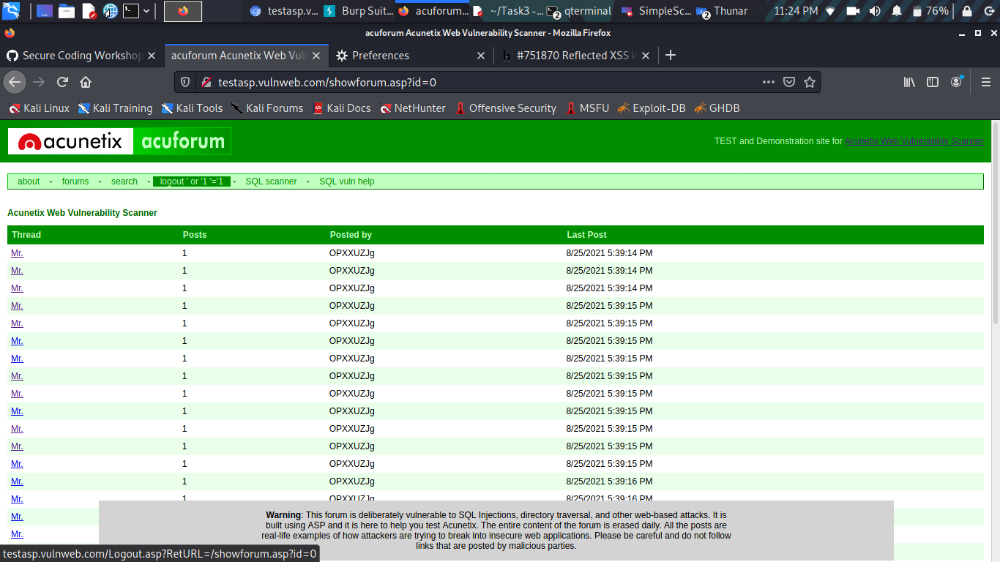 testasp.v... Burp Suit... acuforum... ~/Task3 -... 2 qterminal SimpleSc... 2 Thunar 11:24 PM 76%
acuforum Acunetix Web Vulnerability Scanner - Mozilla Firefox
Secure Coding Workshop acuforum Acunetix Web Vul Preferences #751870 Reflected XSS in
testasp.vulnweb.com/showforum.asp?id=0
Kali Linux Kali Training Kali Tools Kali Forums Kali Docs NetHunter Offensive Security MSFU Exploit-DB GHDB
acunetix acuforum TEST and Demonstration site for Acunetix Web Vulnerability Scanner
about - forums - search - logout ' or '1 '='1 - SQL scanner - SQL vuln help
Acunetix Web Vulnerability Scanner
Thread Posts Posted by Last Post
Mr. 1 OPXXUZJg 8/25/2021 5:39:14 PM
Mr. 1 OPXXUZJg 8/25/2021 5:39:14 PM
Mr. 1 OPXXUZJg 8/25/2021 5:39:14 PM
Mr. 1 OPXXUZJg 8/25/2021 5:39:15 PM
Mr. 1 OPXXUZJg 8/25/2021 5:39:15 PM
Mr. 1 OPXXUZJg 8/25/2021 5:39:15 PM
Mr. 1 OPXXUZJg 8/25/2021 5:39:15 PM
Mr. 1 OPXXUZJg 8/25/2021 5:39:15 PM
Mr. 1 OPXXUZJg 8/25/2021 5:39:15 PM
Mr. 1 OPXXUZJg 8/25/2021 5:39:15 PM
Mr. 1 OPXXUZJg 8/25/2021 5:39:15 PM
Mr. 1 OPXXUZJg 8/25/2021 5:39:15 PM
Mr. 1 OPXXUZJg 8/25/2021 5:39:15 PM
Mr. 1 OPXXUZJg 8/25/2021 5:39:16 PM
Mr. 1 OPXXUZJg 8/25/2021 5:39:16 PM
Mr.
Mr.
Warning: This forum is deliberately vulnerable to SQL Injections, directory traversal, and other web-based attacks. It is
built using ASP and it is here to help you test Acunetix. The entire content of the forum is erased daily. All the posts are
real-life examples of how attackers are trying to break into insecure web applications. Please be careful and do not follow
links that are posted by malicious parties.
testasp.vulnweb.com/Logout.asp?RetURL=/showforum.asp?id=0